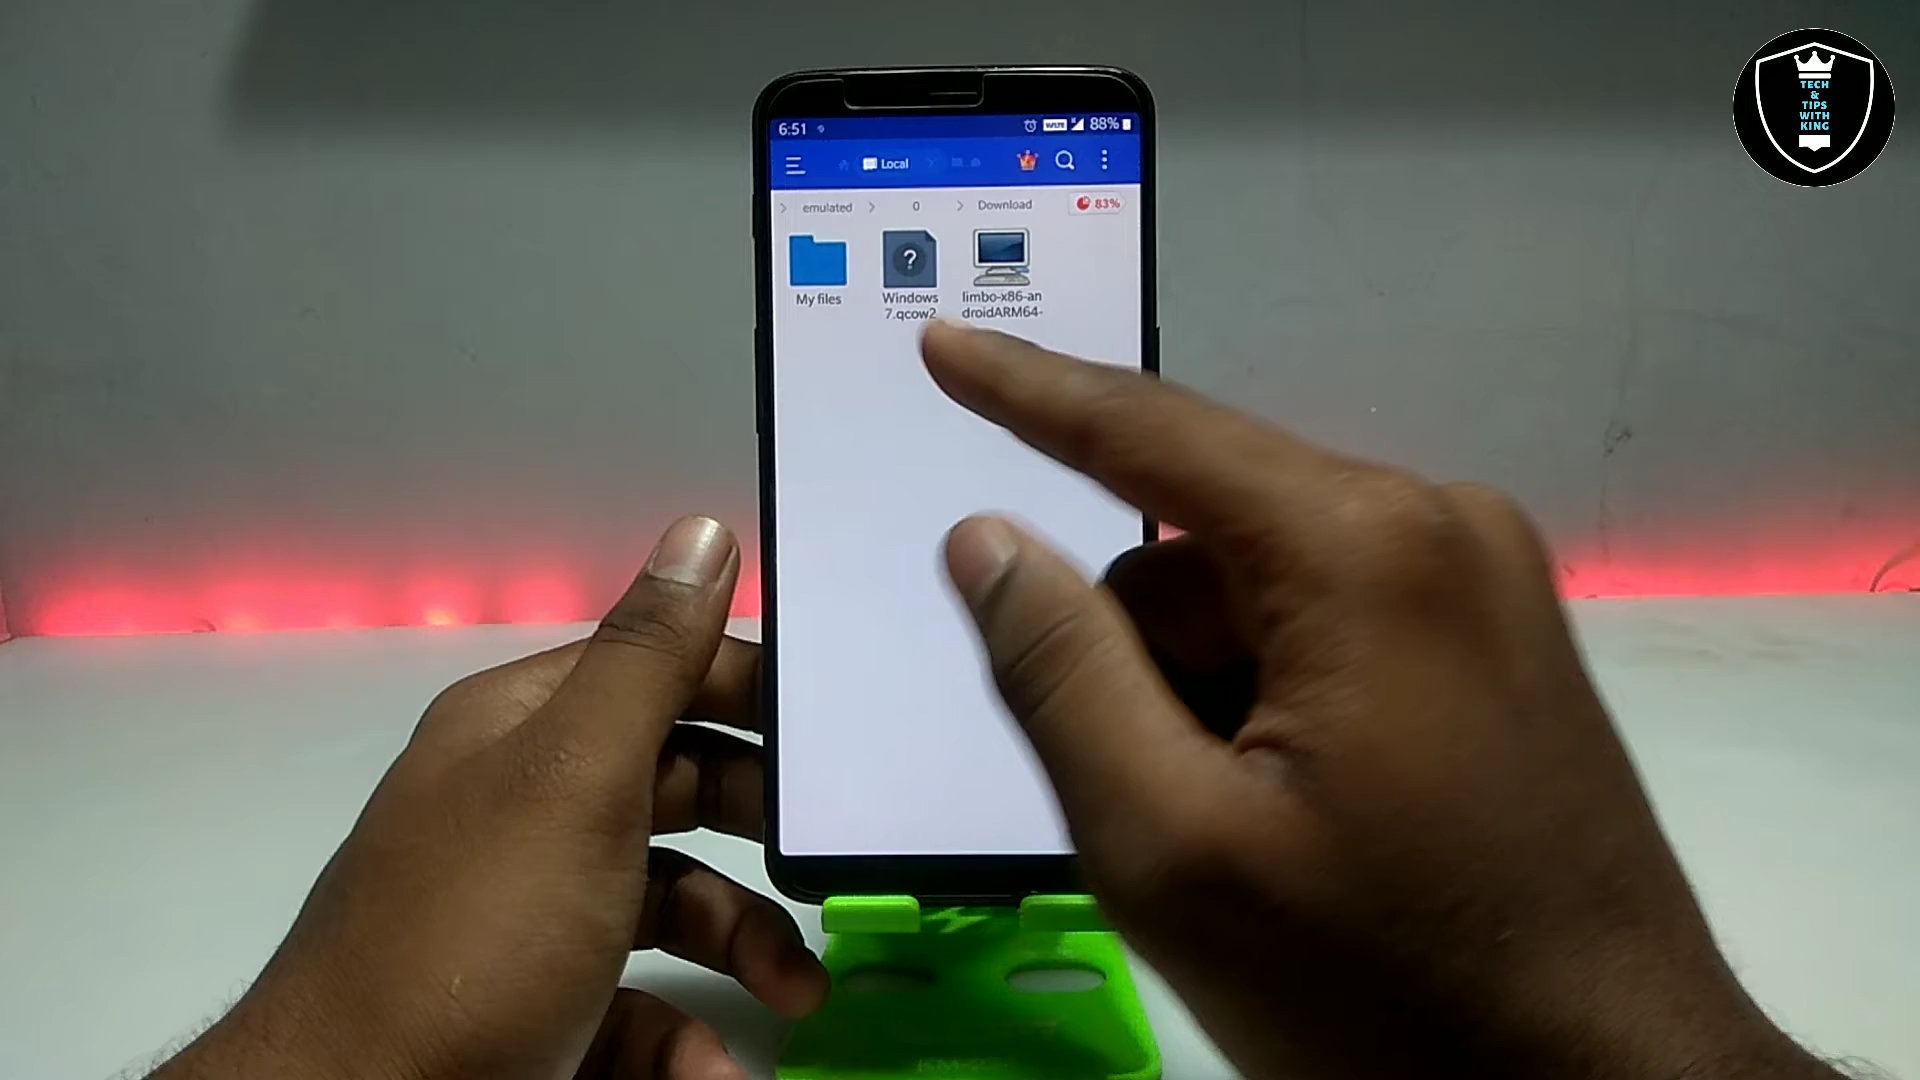 6:51
VoLTE
88%
Local
emulated
0
Download
83%
My files
Windows
7.qcow2
limbo-x86-an
droidARM64-
TECH
&
TIPS
WITH
KING